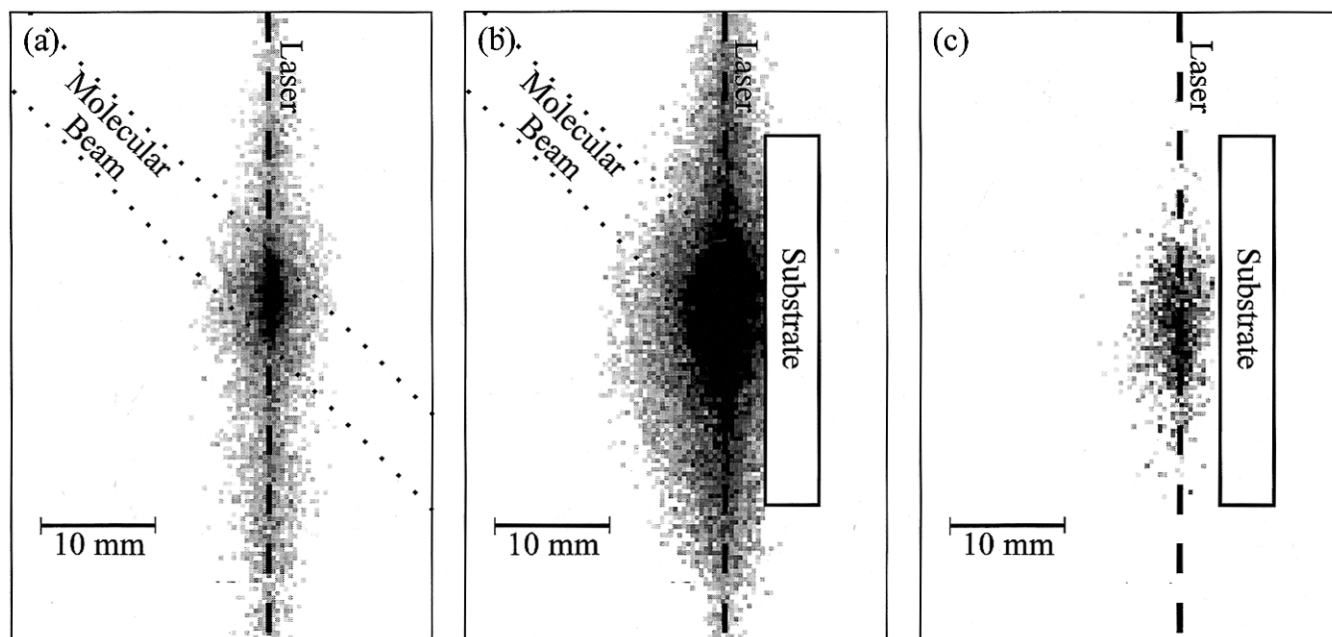 (a)
Laser
Molecular
Beam
10 mm
(b)
Laser
Molecular
Beam
Substrate
10 mm
(c)
Laser
Substrate
10 mm